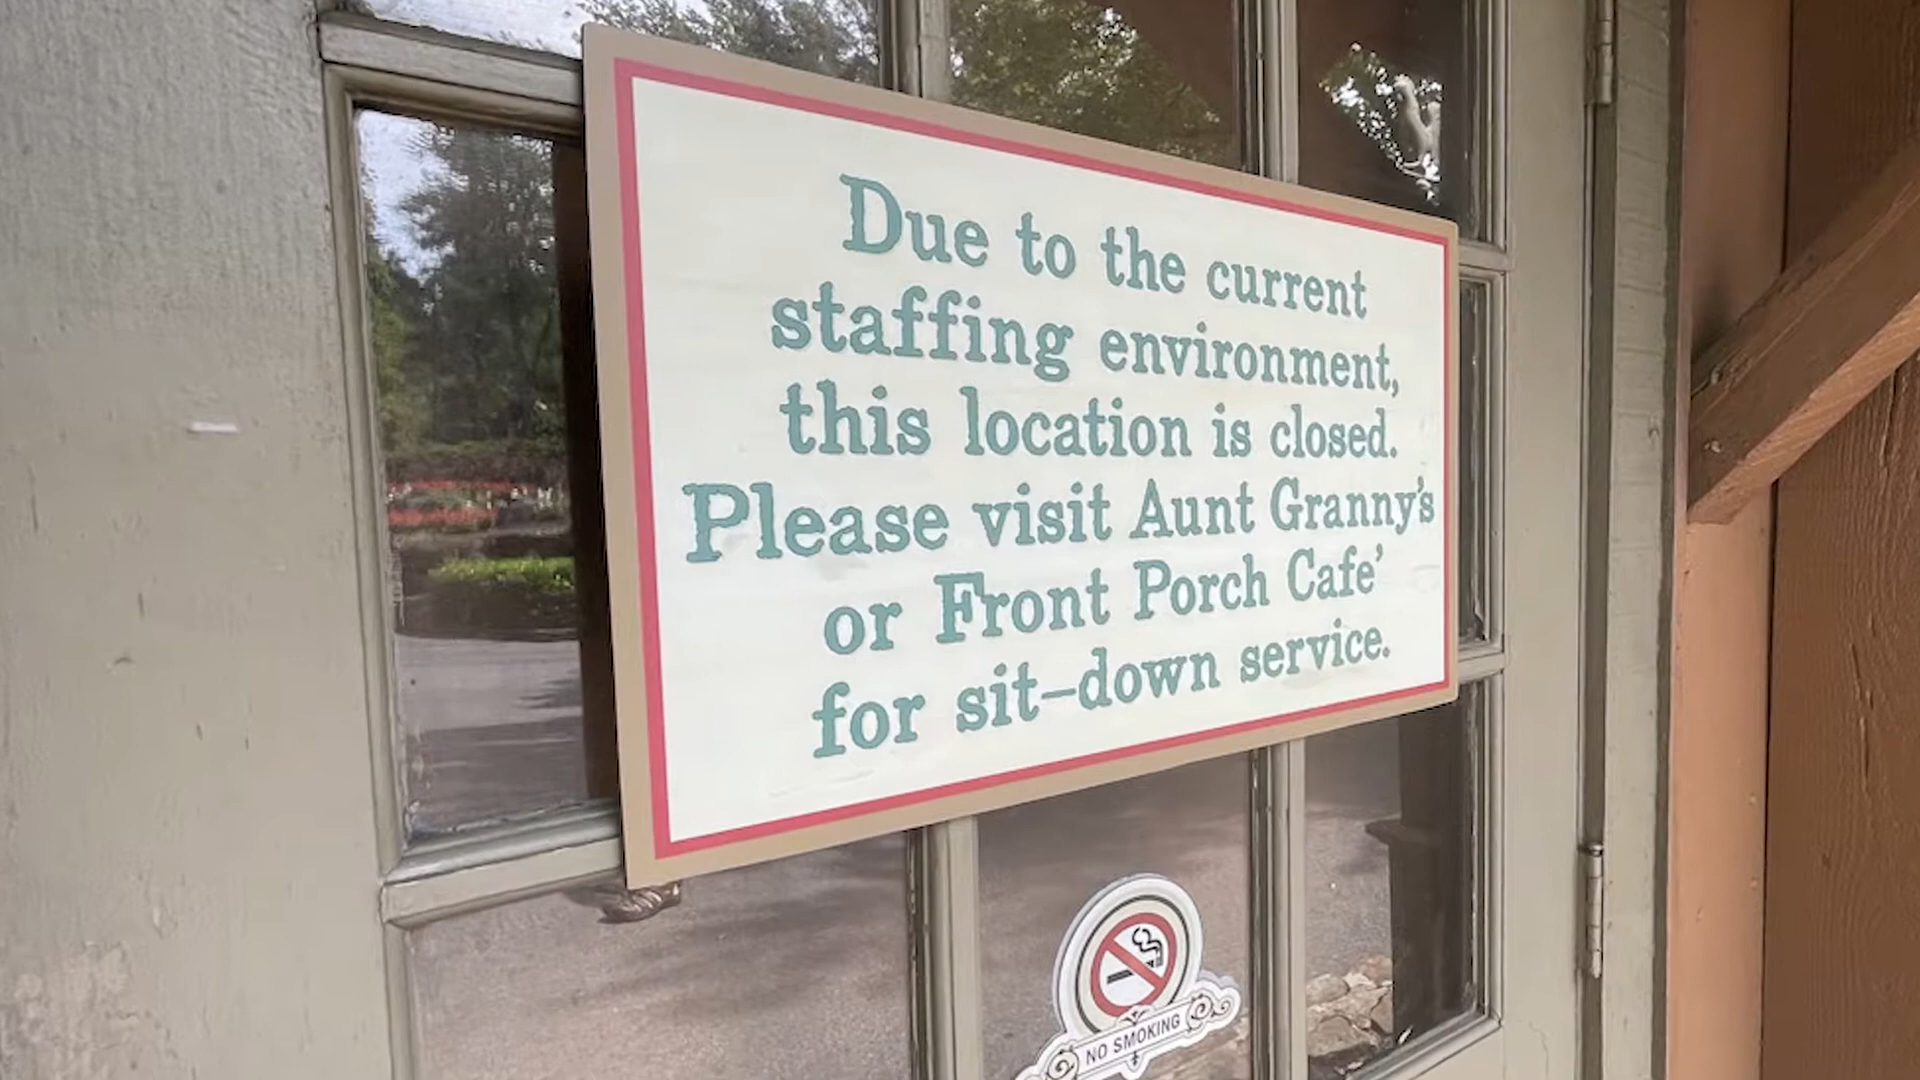 Due to the current
staffing environment,
this location is closed.
Please visit Aunt Granny's
or Front Porch Cafe'
for sit-down service.
NO SMOKING